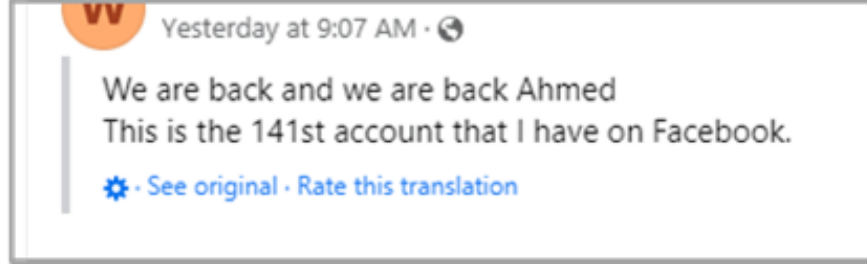 W
Yesterday at 9:07 AM ·
We are back and we are back Ahmed
This is the 141st account that I have on Facebook.
· See original · Rate this translation